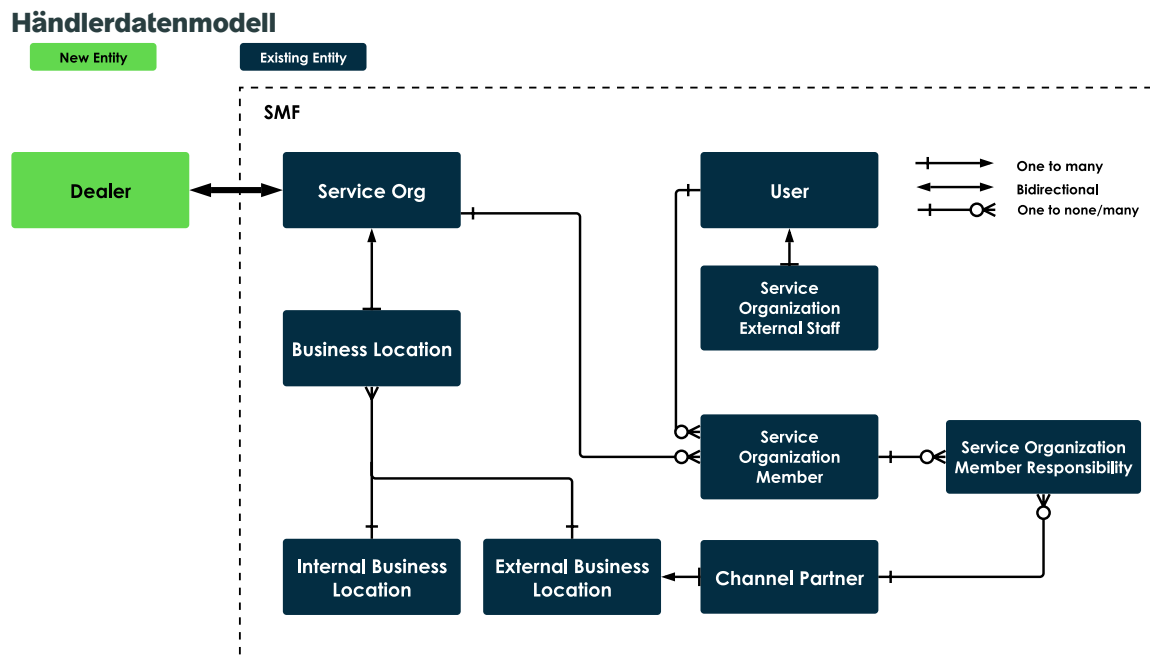 Händlerdatenmodell
New Entity
Existing Entity
SMF
Dealer
Service Org
User
One to many
Bidirectional
One to none/many
Service
Organization
External Staff
Business Location
Service
Organization
Member
Service Organization
Member Responsibility
Internal Business
Location
External Business
Location
Channel Partner